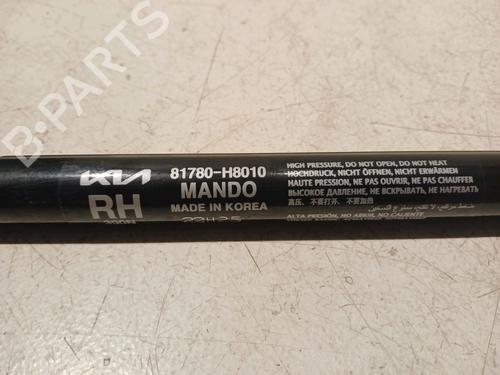 B-PARTS
KIA
81780-H8010
MANDO
RH
MADE IN KOREA
HIGH PRESSURE, DO NOT OPEN, DO NOT HEAT
HOCHDRUCK, NICHT ÖFFNEN, NICHT ERWÄRMEN
HAUTE PRESSION, NE PAS OUVRIR, NE PAS CHAUFFER
ВЫСОКОЕ ДАВЛЕНИЕ, НЕ ВСКРЫВАТЬ, НЕ НАГРЕВАТЬ
高压、不要打开、不要加热
ALTA PRESIÓN, NO ABRIR, NO CALIENTE